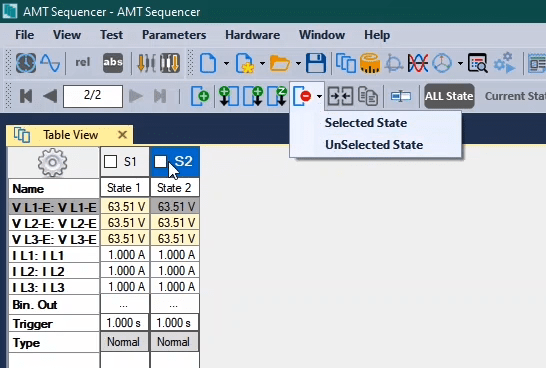 AMT Sequencer - AMT Sequencer
File View Test Parameters Hardware Window Help
rel abs
2/2 ALL State Current Sta
Selected State
UnSelected State
Table View
S1 S2
Name State 1 State 2
V L1-E: V L1-E 63.51 V 63.51 V
V L2-E: V L2-E 63.51 V 63.51 V
V L3-E: V L3-E 63.51 V 63.51 V
I L1: I L1 1.000 A 1.000 A
I L2: I L2 1.000 A 1.000 A
I L3: I L3 1.000 A 1.000 A
Bin. Out ... ...
Trigger 1.000 s 1.000 s
Type Normal Normal